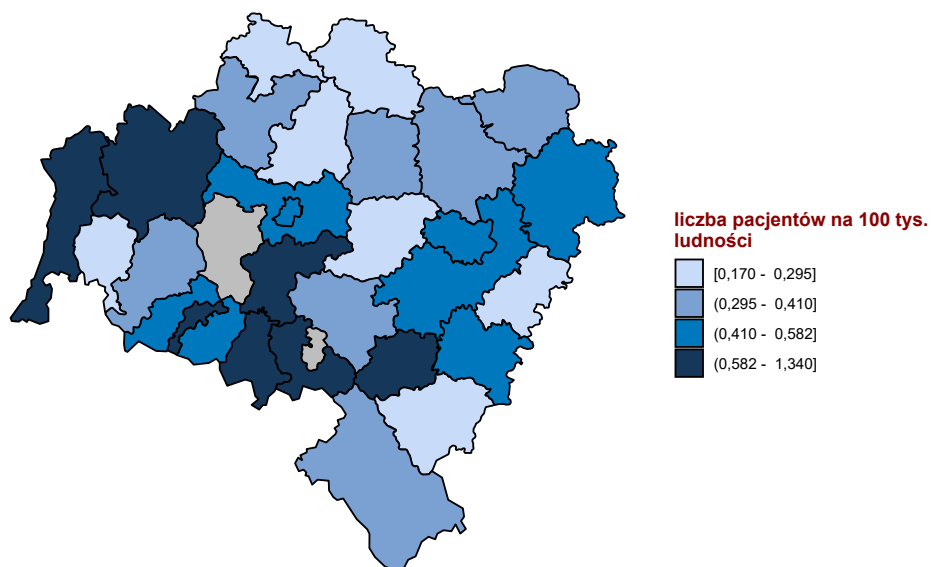 liczba pacjentów na 100 tys.
ludności
[0,170 - 0,295]
(0,295 - 0,410]
(0,410 - 0,582]
(0,582 - 1,340]